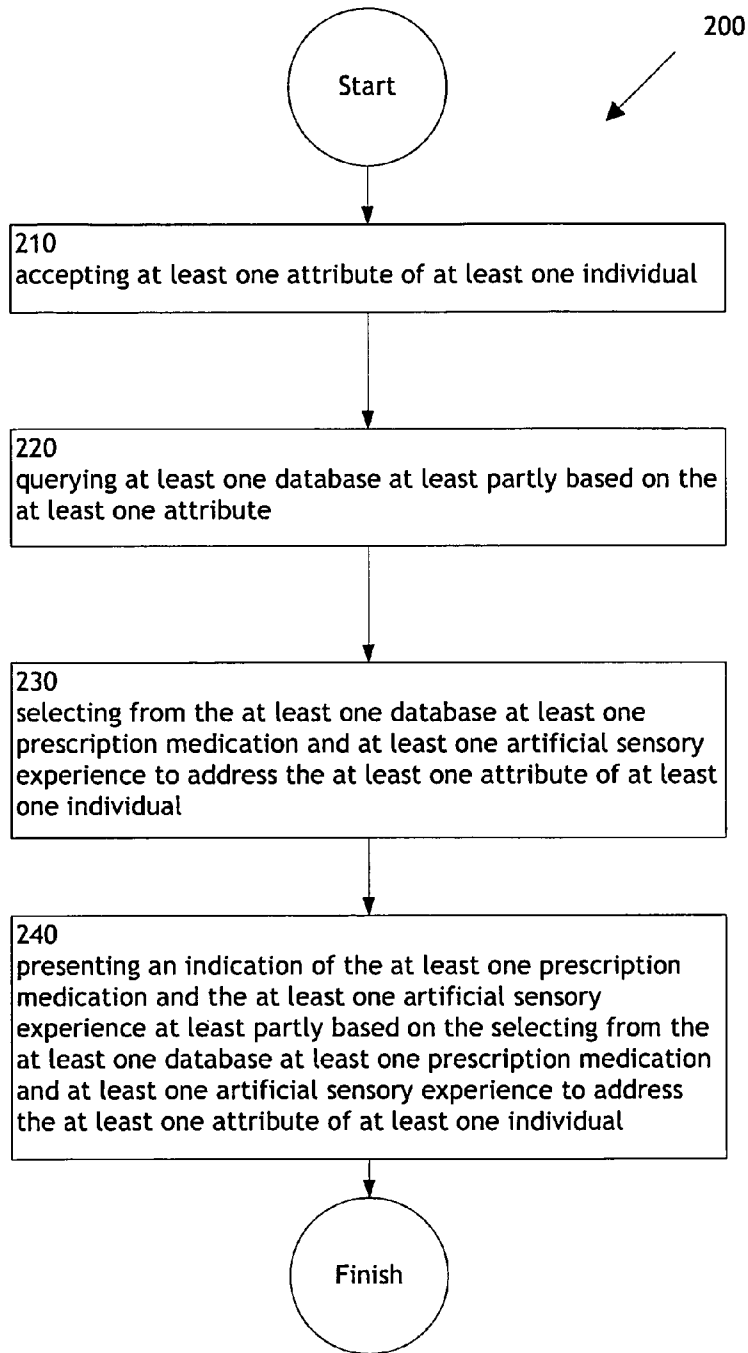 200
Start
210
accepting at least one attribute of at least one individual
220
querying at least one database at least partly based on the
at least one attribute
230
selecting from the at least one database at least one
prescription medication and at least one artificial sensory
experience to address the at least one attribute of at least
one individual
240
presenting an indication of the at least one prescription
medication and the at least one artificial sensory
experience at least partly based on the selecting from the
at least one database at least one prescription medication
and at least one artificial sensory experience to address
the at least one attribute of at least one individual
Finish